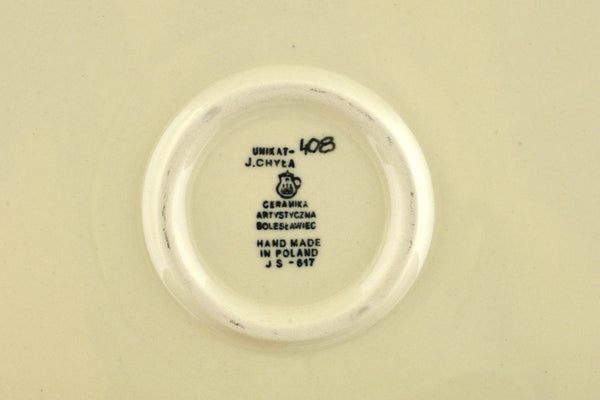 UNIKAT- 408
J. CHYŁA
CERAMIKA
ARTYSTYCZNA
BOLESŁAWIEC
HAND MADE
IN POLAND
J S - 617